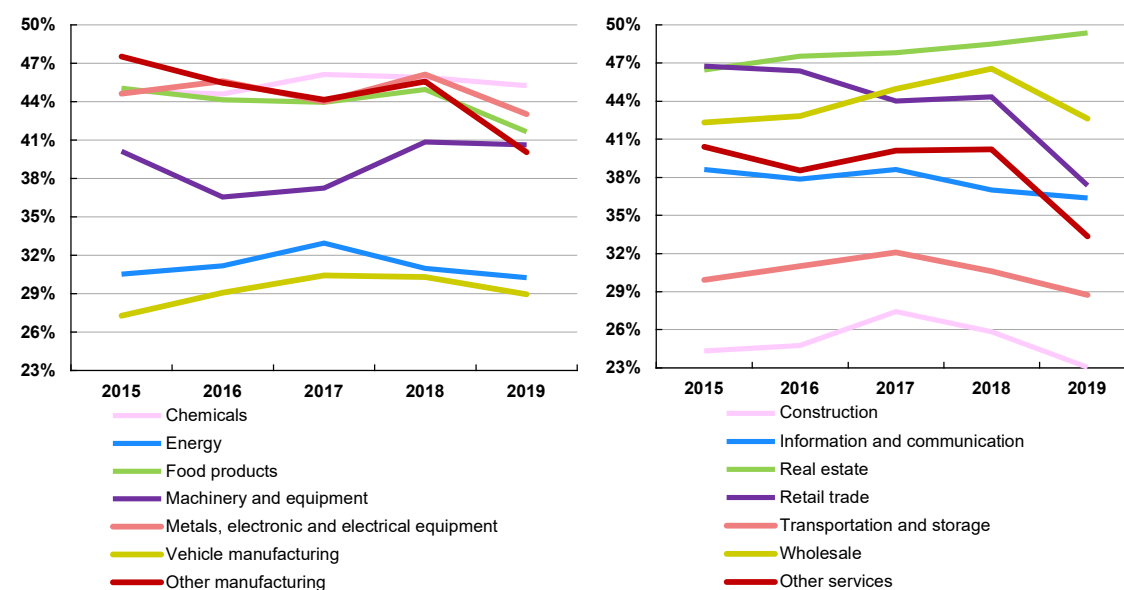 50%
47%
44%
41%
38%
35%
32%
29%
26%
23%
2015 2016 2017 2018 2019
Chemicals
Energy
Food products
Machinery and equipment
Metals, electronic and electrical equipment
Vehicle manufacturing
Other manufacturing
50%
47%
44%
41%
38%
35%
32%
29%
26%
23%
2015 2016 2017 2018 2019
Construction
Information and communication
Real estate
Retail trade
Transportation and storage
Wholesale
Other services